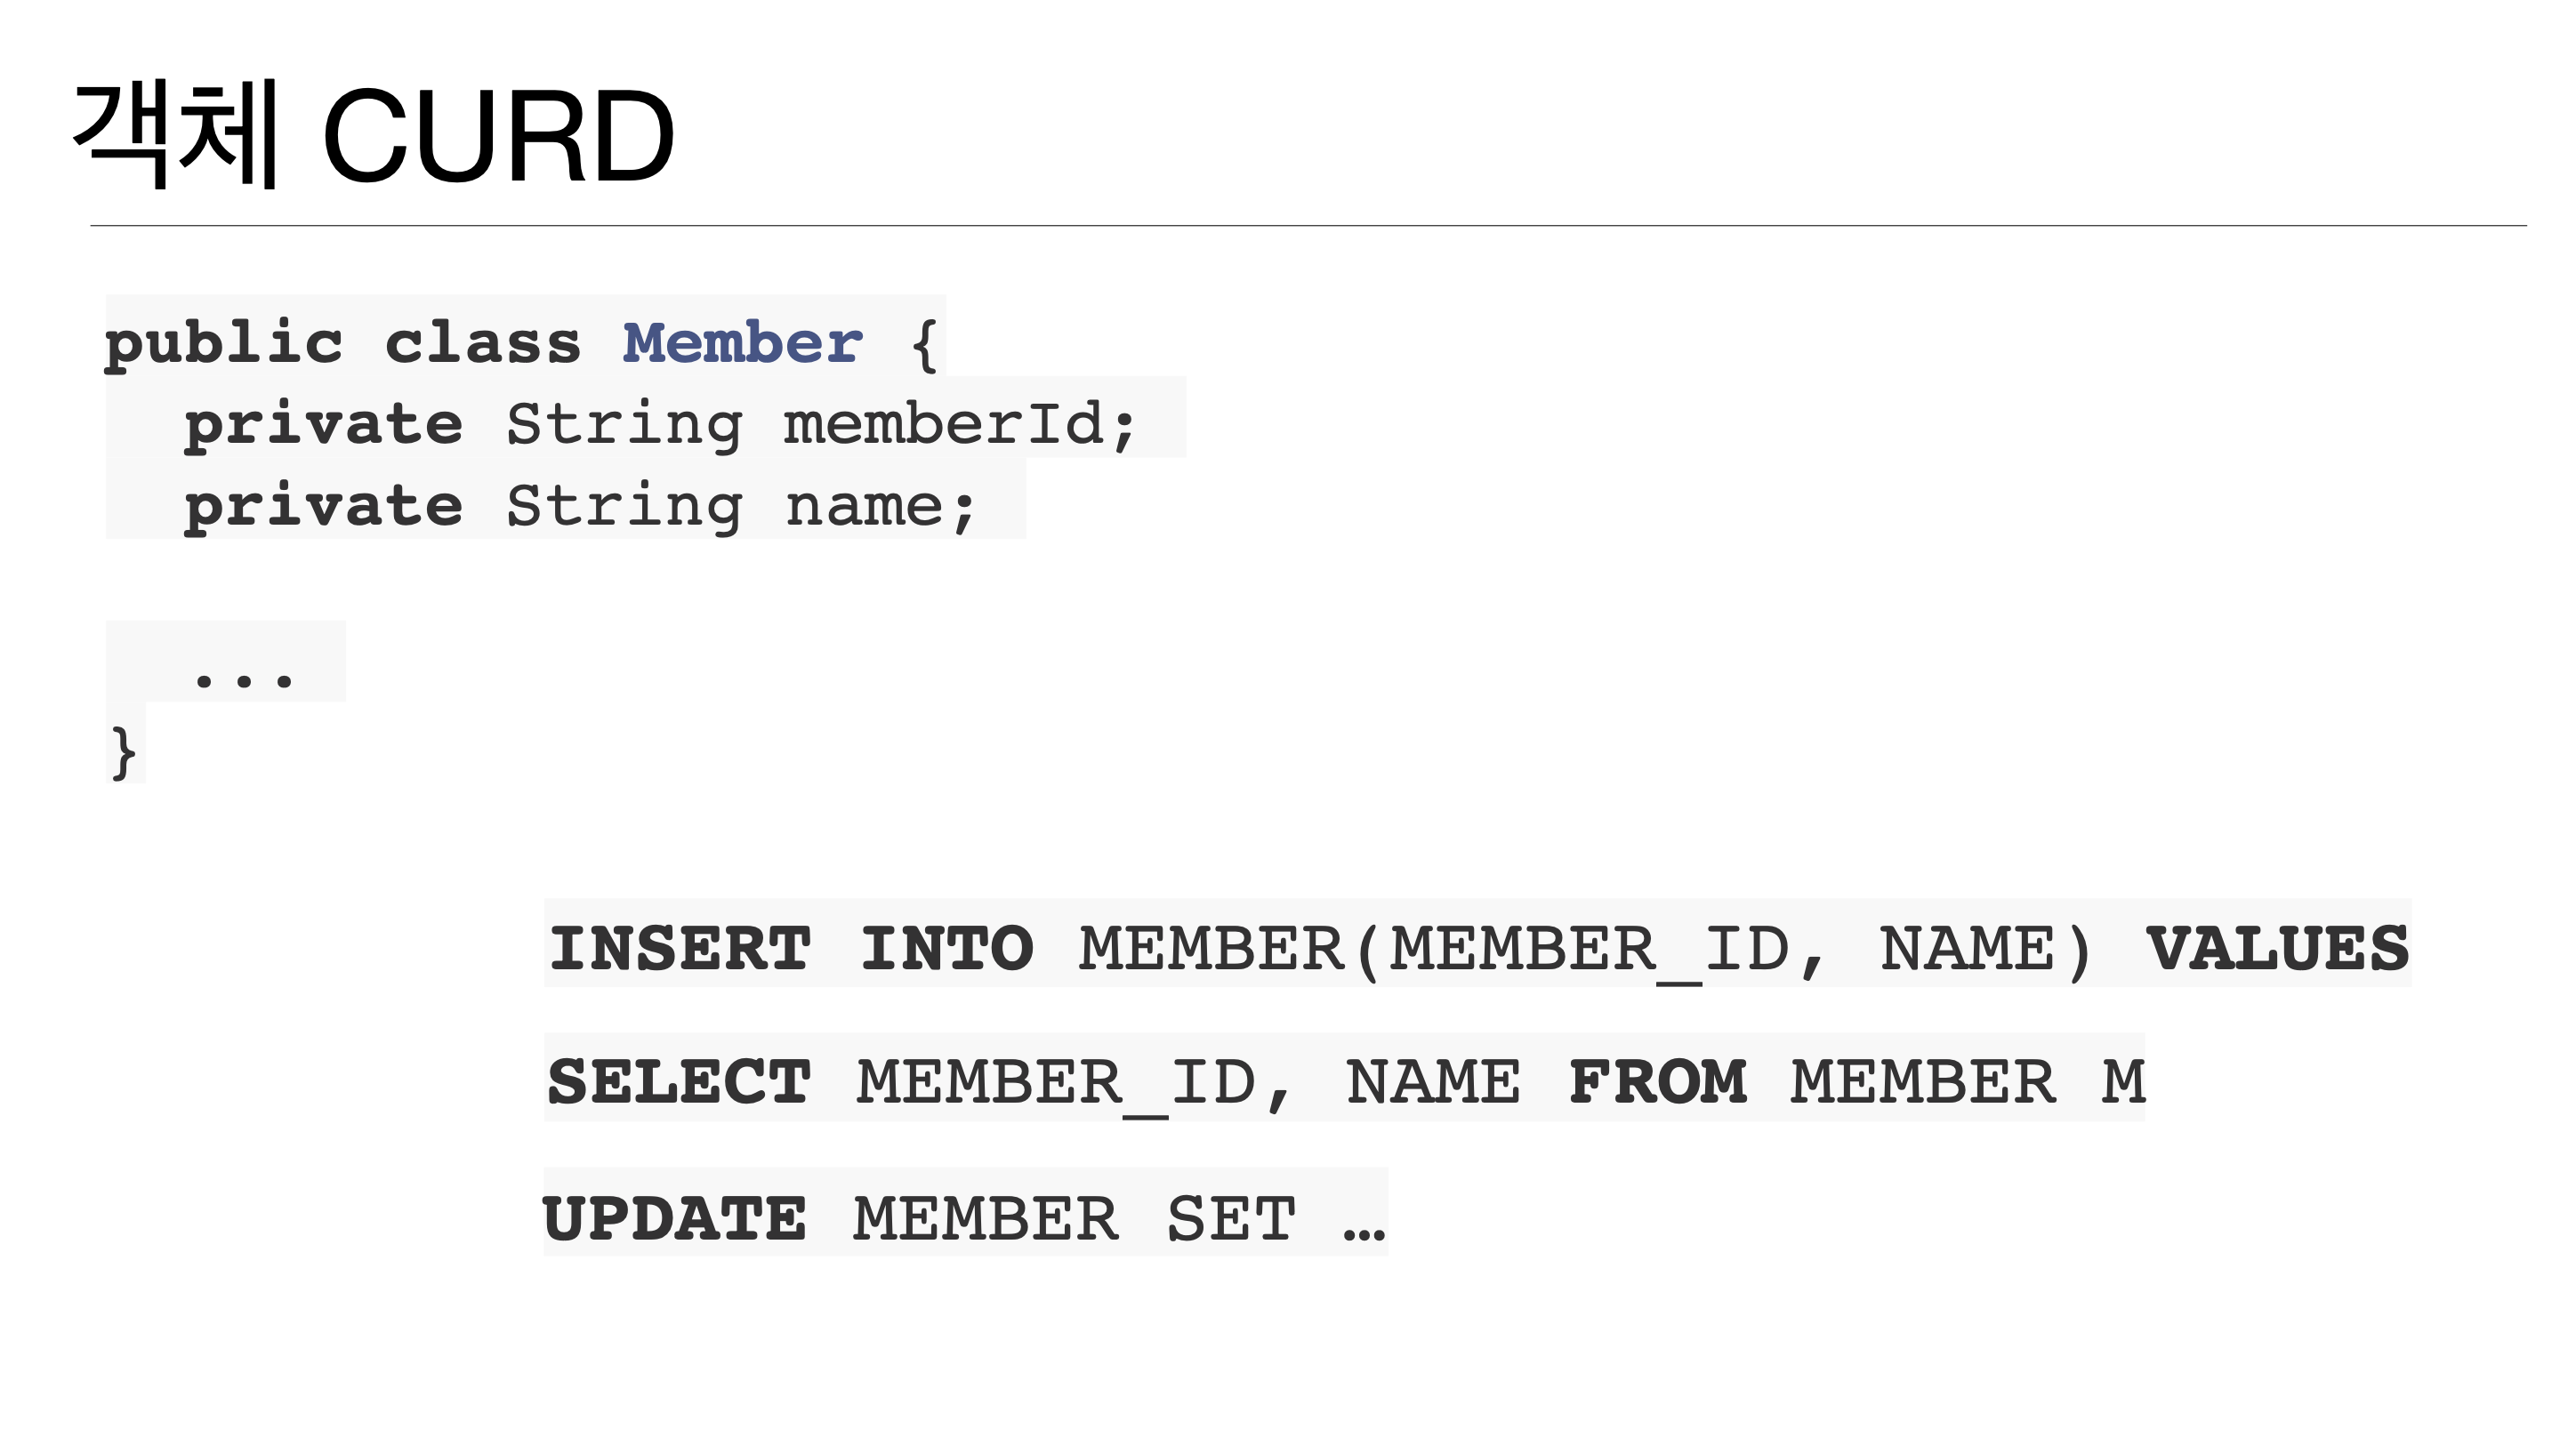 객체 CURD
public class Member {
  private String memberId;
  private String name;
  ...
}
INSERT INTO MEMBER(MEMBER_ID, NAME) VALUES
SELECT MEMBER_ID, NAME FROM MEMBER M
UPDATE MEMBER SET …